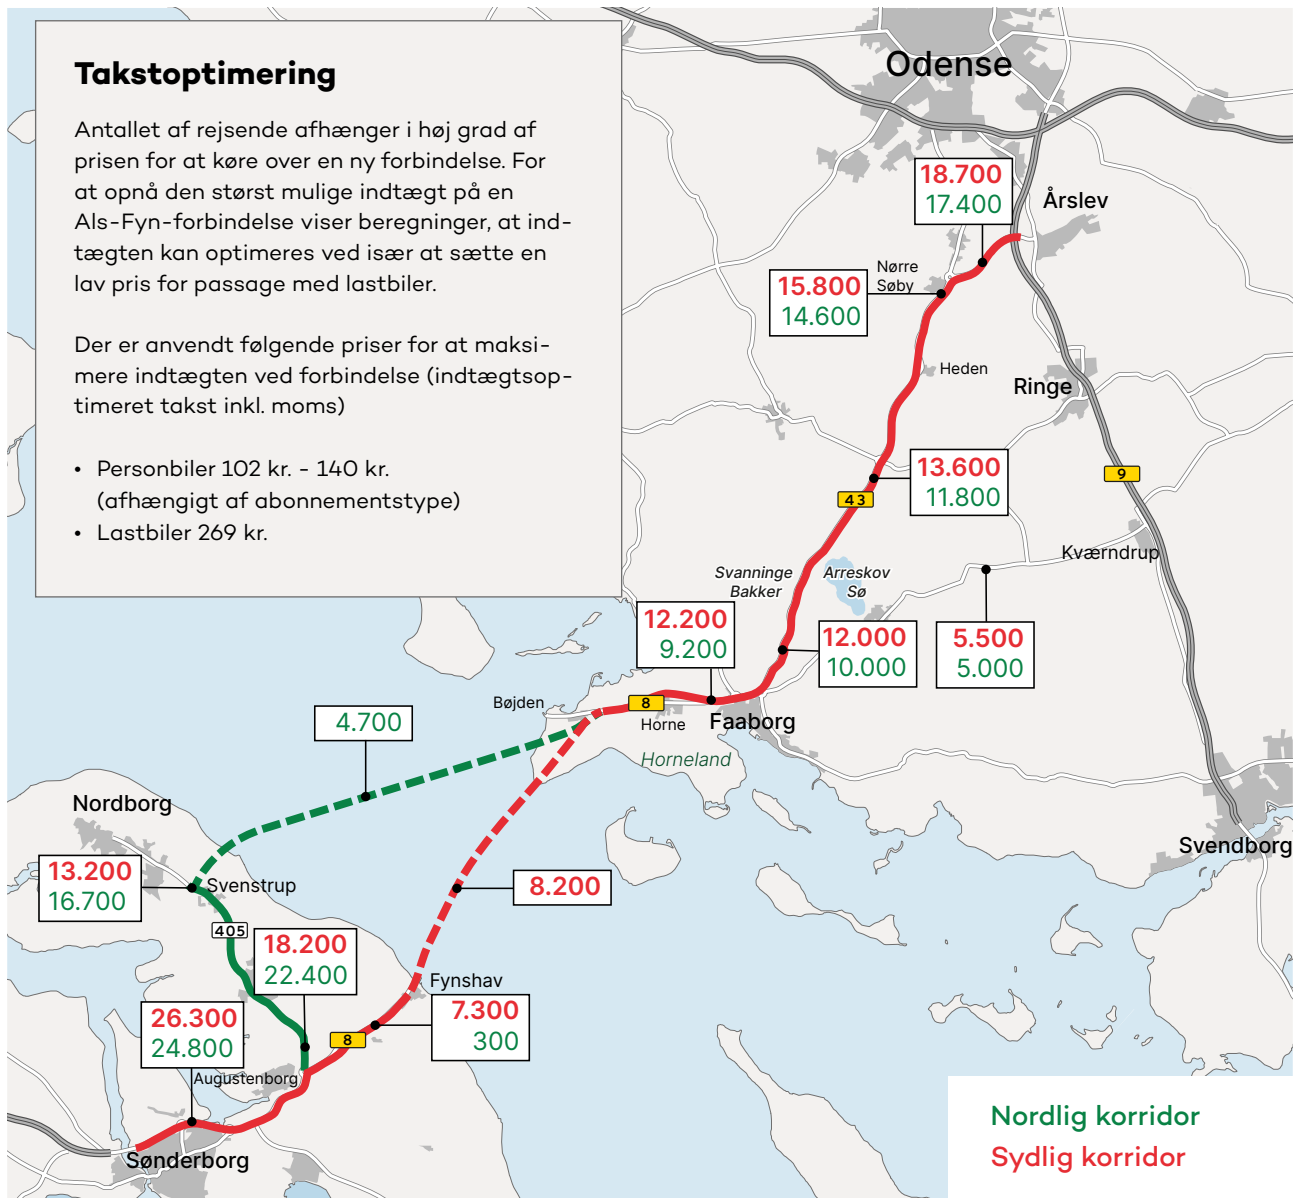 Takstoptimering
Antallet af rejsende afhænger i høj grad af
prisen for at køre over en ny forbindelse. For
at opnå den størst mulige indtægt på en
Als-Fyn-forbindelse viser beregninger, at ind-
tægten kan optimeres ved især at sætte en
lav pris for passage med lastbiler.
Der er anvendt følgende priser for at maksi-
mere indtægten ved forbindelse (indtægtsop-
timeret takst inkl. moms)
• Personbiler 102 kr. - 140 kr.
(afhængigt af abonnementstype)
• Lastbiler 269 kr.
Odense
18.700
17.400
Årslev
Nørre
Søby
15.800
14.600
Heden
Ringe
13.600
11.800
9
43
Kværndrup
Svanninge
Bakker
Arreskov
Sø
12.200
9.200
12.000
10.000
5.500
5.000
Bøjden
8
Horne
Faaborg
4.700
Horneland
Nordborg
Svendborg
13.200
16.700
Svenstrup
8.200
405
18.200
22.400
Fynshav
26.300
24.800
7.300
300
8
Augustenborg
Sønderborg
Nordlig korridor
Sydlig korridor